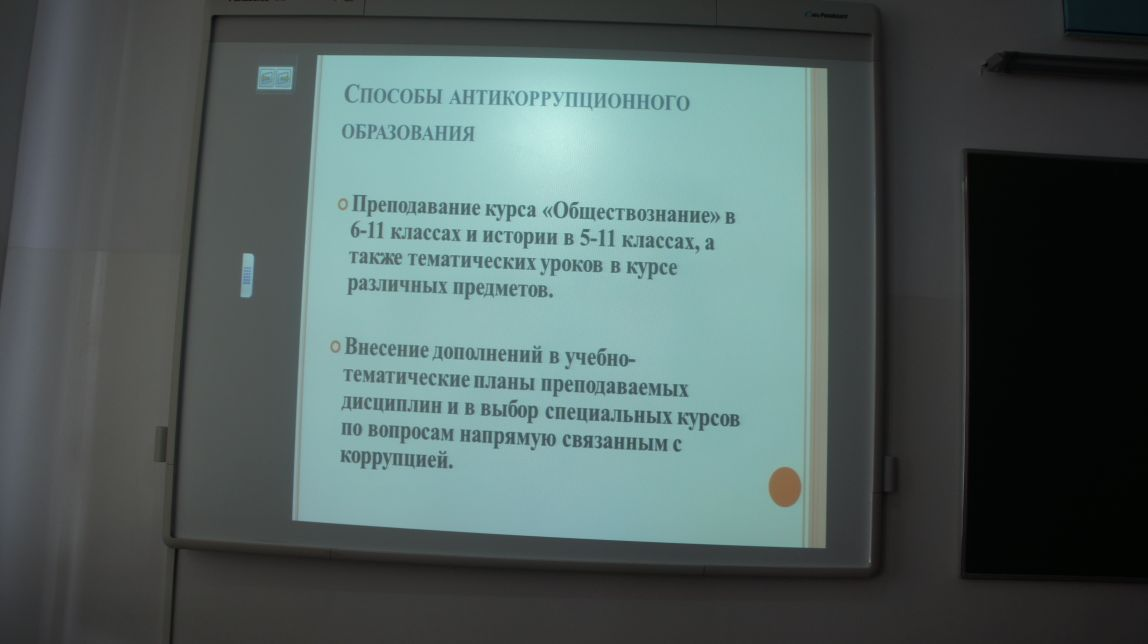 Способы антикоррупционного
образования
Преподавание курса «Обществознание» в
6-11 классах и истории в 5-11 классах, а
также тематических уроков в курсе
различных предметов.
Внесение дополнений в учебно-
тематические планы преподаваемых
дисциплин и в выбор специальных курсов
по вопросам напрямую связанным с
коррупцией.